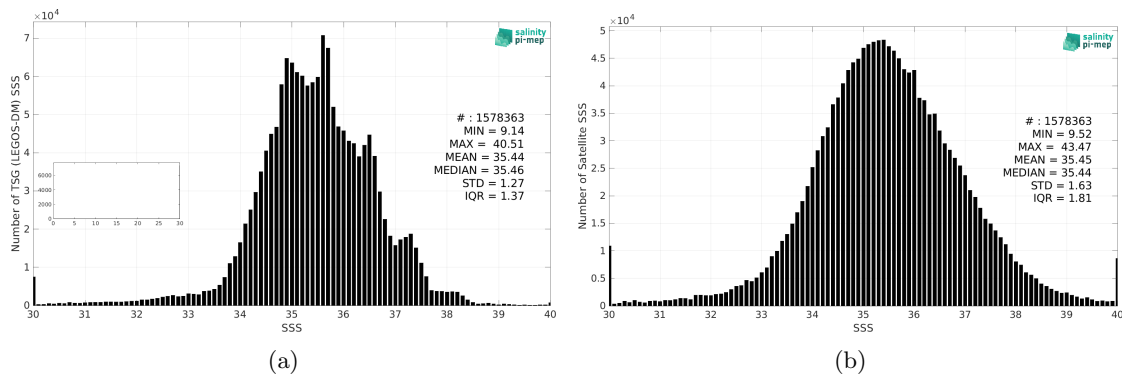 ×10⁴
7
6
5
4
3
2
1
0
Number of TSG (LEGOS-DM) SSS
6000
4000
2000
0
0 5 10 15 20 25 30
salinity
pi-mep
# : 1578363
MIN = 9.14
MAX = 40.51
MEAN = 35.44
MEDIAN = 35.46
STD = 1.27
IQR = 1.37
30 31 32 33 34 35 36 37 38 39 40
SSS
(a)
×10⁴
5
4.5
4
3.5
3
2.5
2
1.5
1
0.5
0
Number of Satellite SSS
salinity
pi-mep
# : 1578363
MIN = 9.52
MAX = 43.47
MEAN = 35.45
MEDIAN = 35.44
STD = 1.63
IQR = 1.81
30 31 32 33 34 35 36 37 38 39 40
SSS
(b)